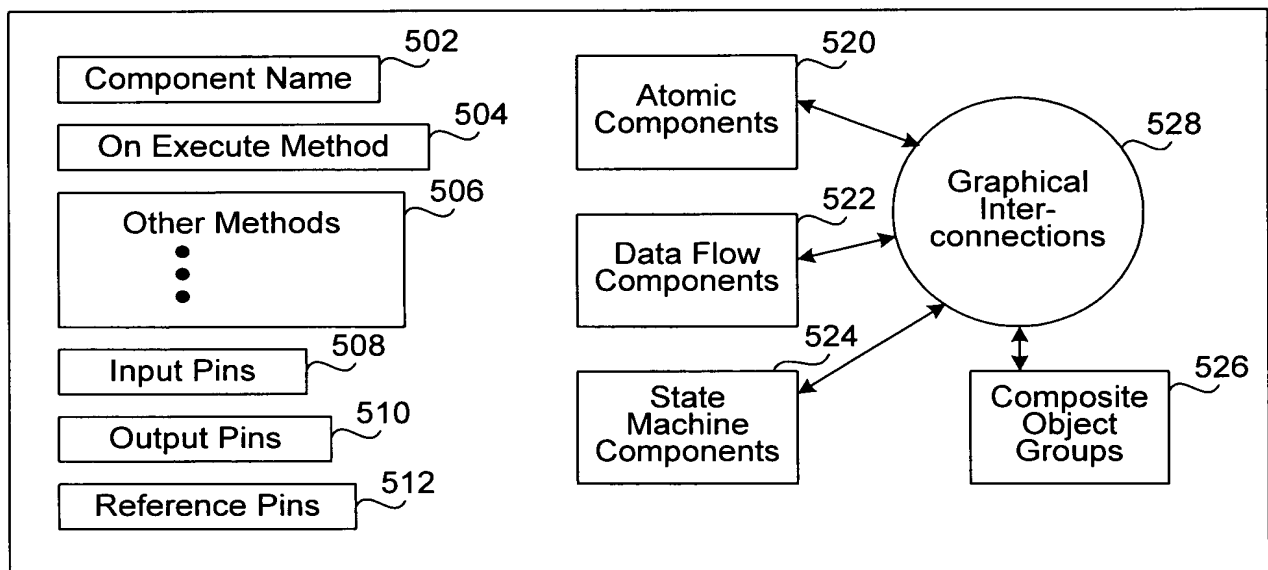 502
Component Name
504
On Execute Method
506
Other Methods
508
Input Pins
510
Output Pins
512
Reference Pins
520
Atomic
Components
522
Data Flow
Components
524
State
Machine
Components
528
Graphical
Inter-
connections
526
Composite
Object
Groups